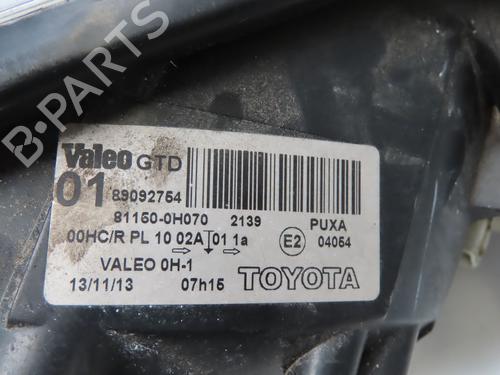 B-PARTS
Valeo GTD
01 89092754
81150-0H070 2139 PUXA
00HC/R PL 10 02A 01 1a E2 04054
VALEO 0H-1 TOYOTA
13/11/13 07h15